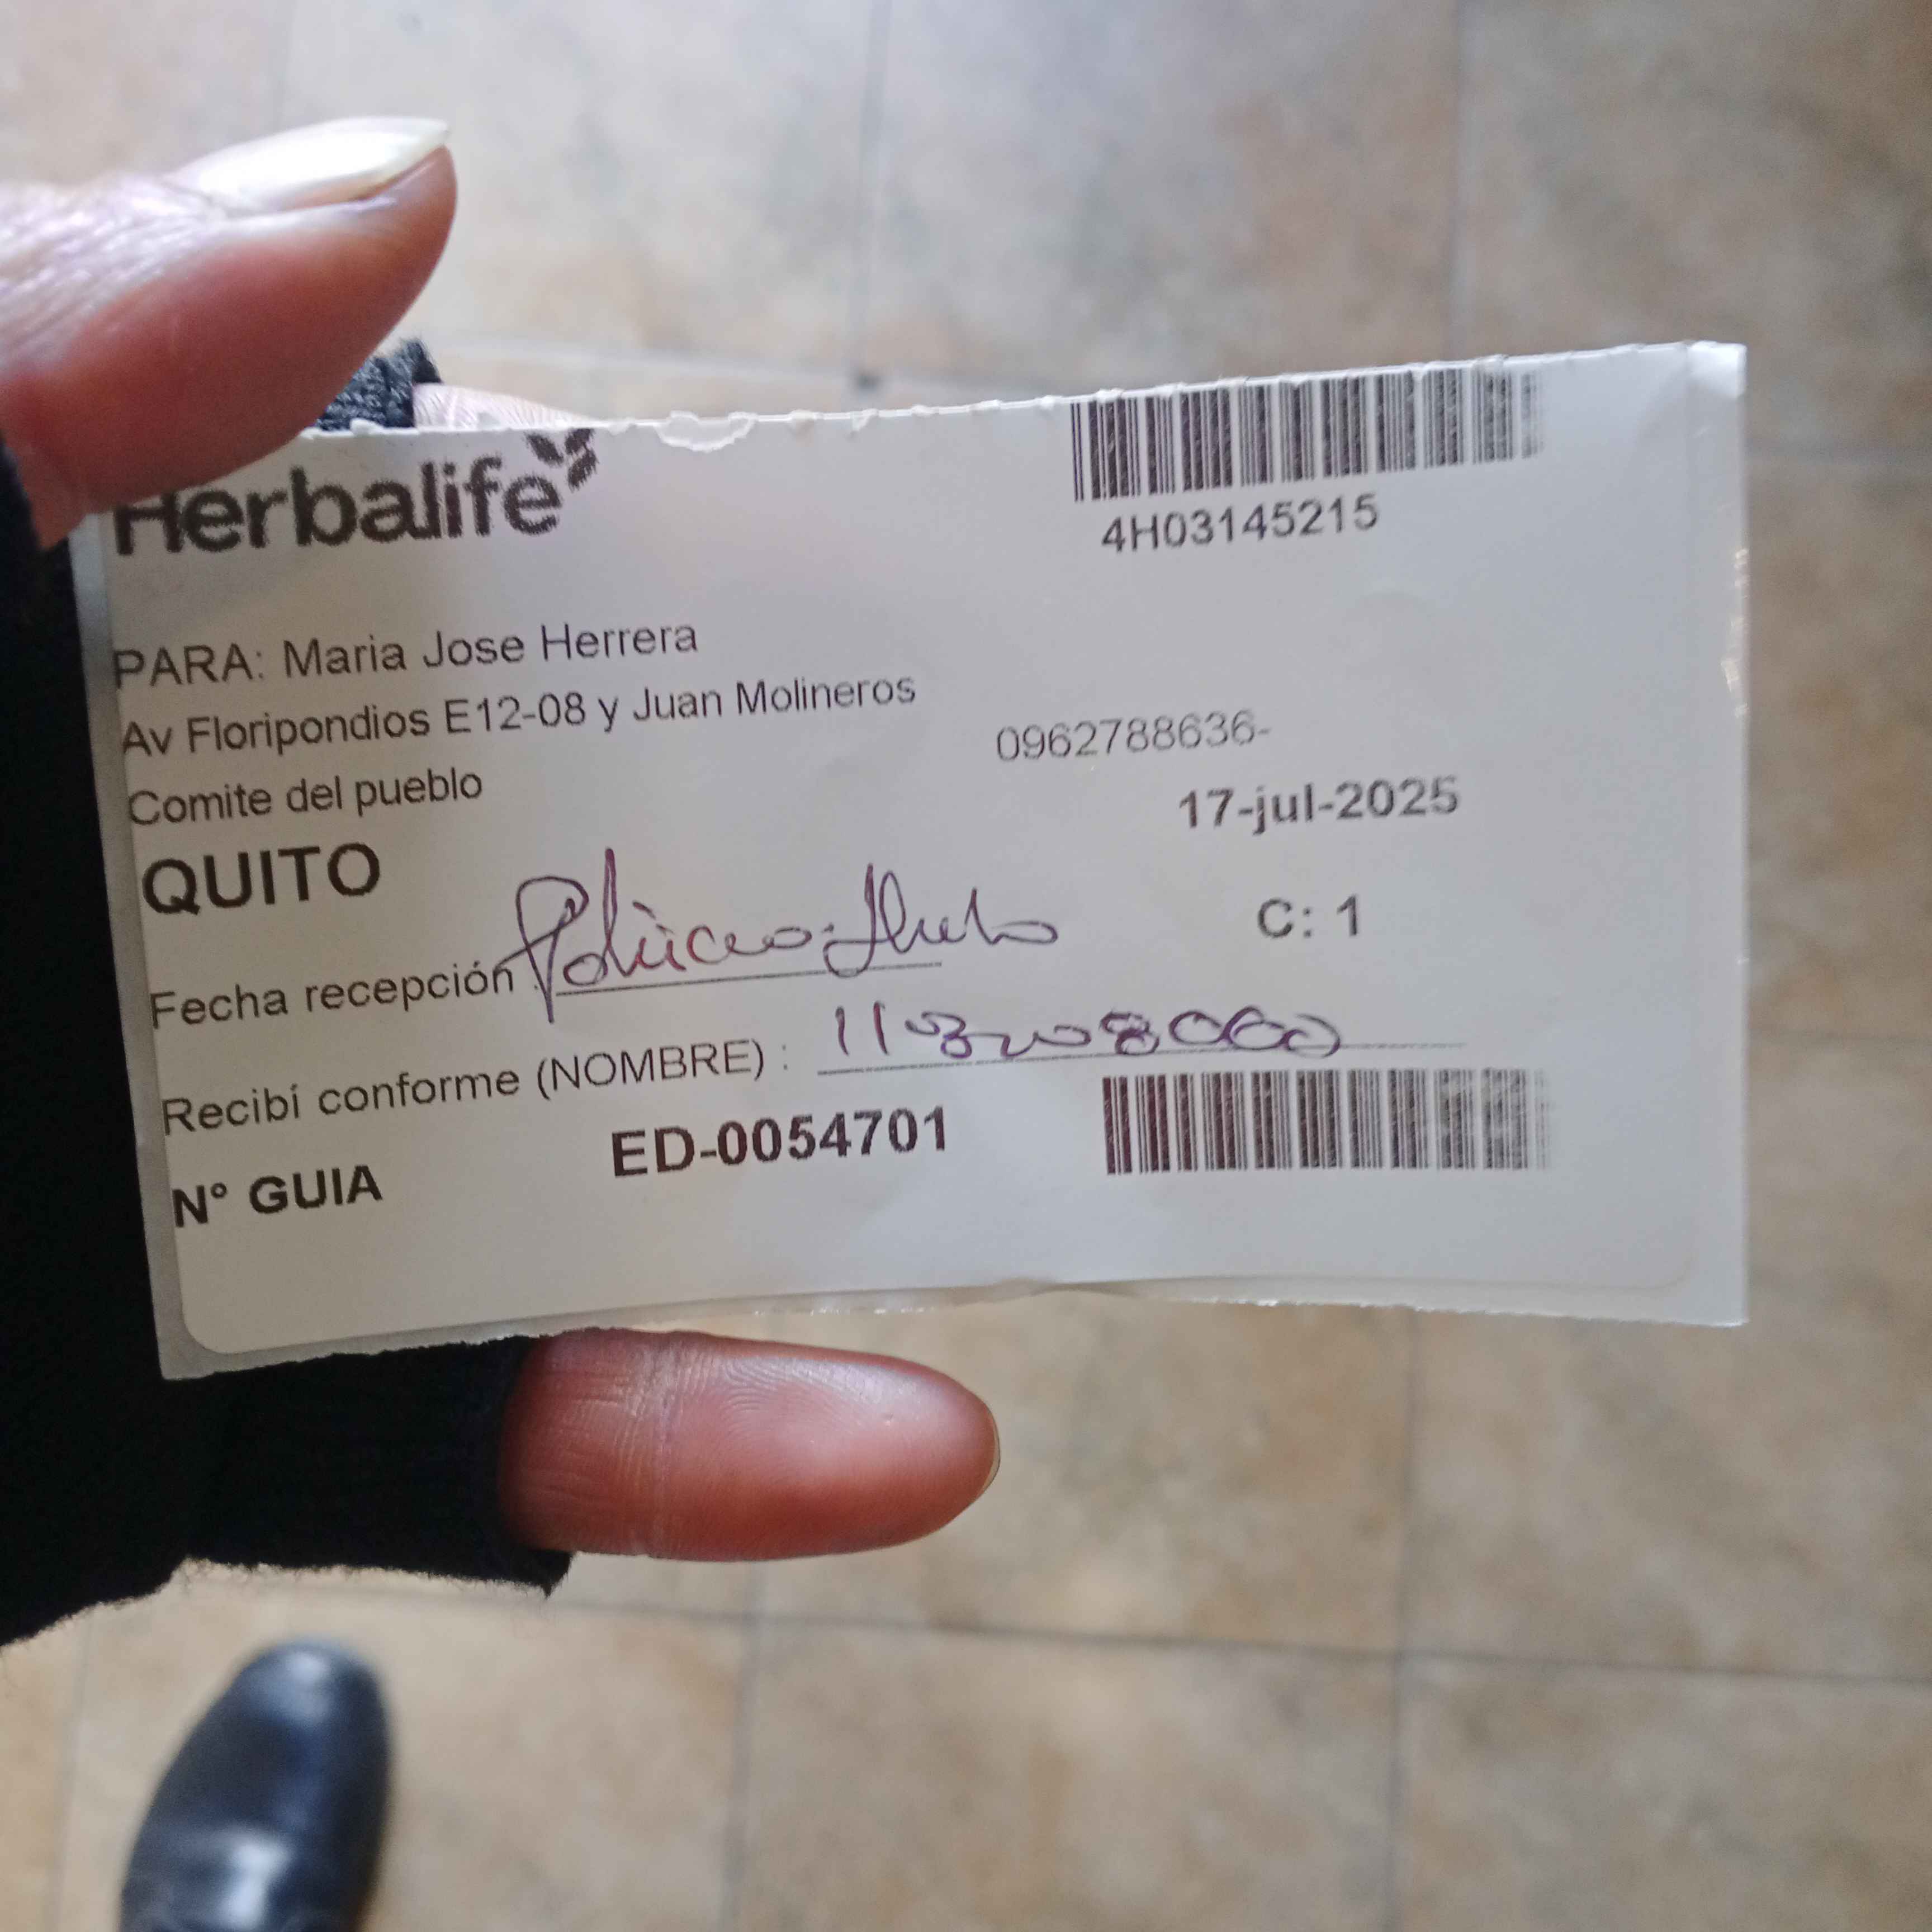 Herbalife
4H03145215
PARA: Maria Jose Herrera
Av Floripondios E12-08 y Juan Molineros
0962788636-
Comite del pueblo
17-jul-2025
QUITO
C: 1
Fecha recepción :
Recibí conforme (NOMBRE) :
N° GUIA ED-0054701